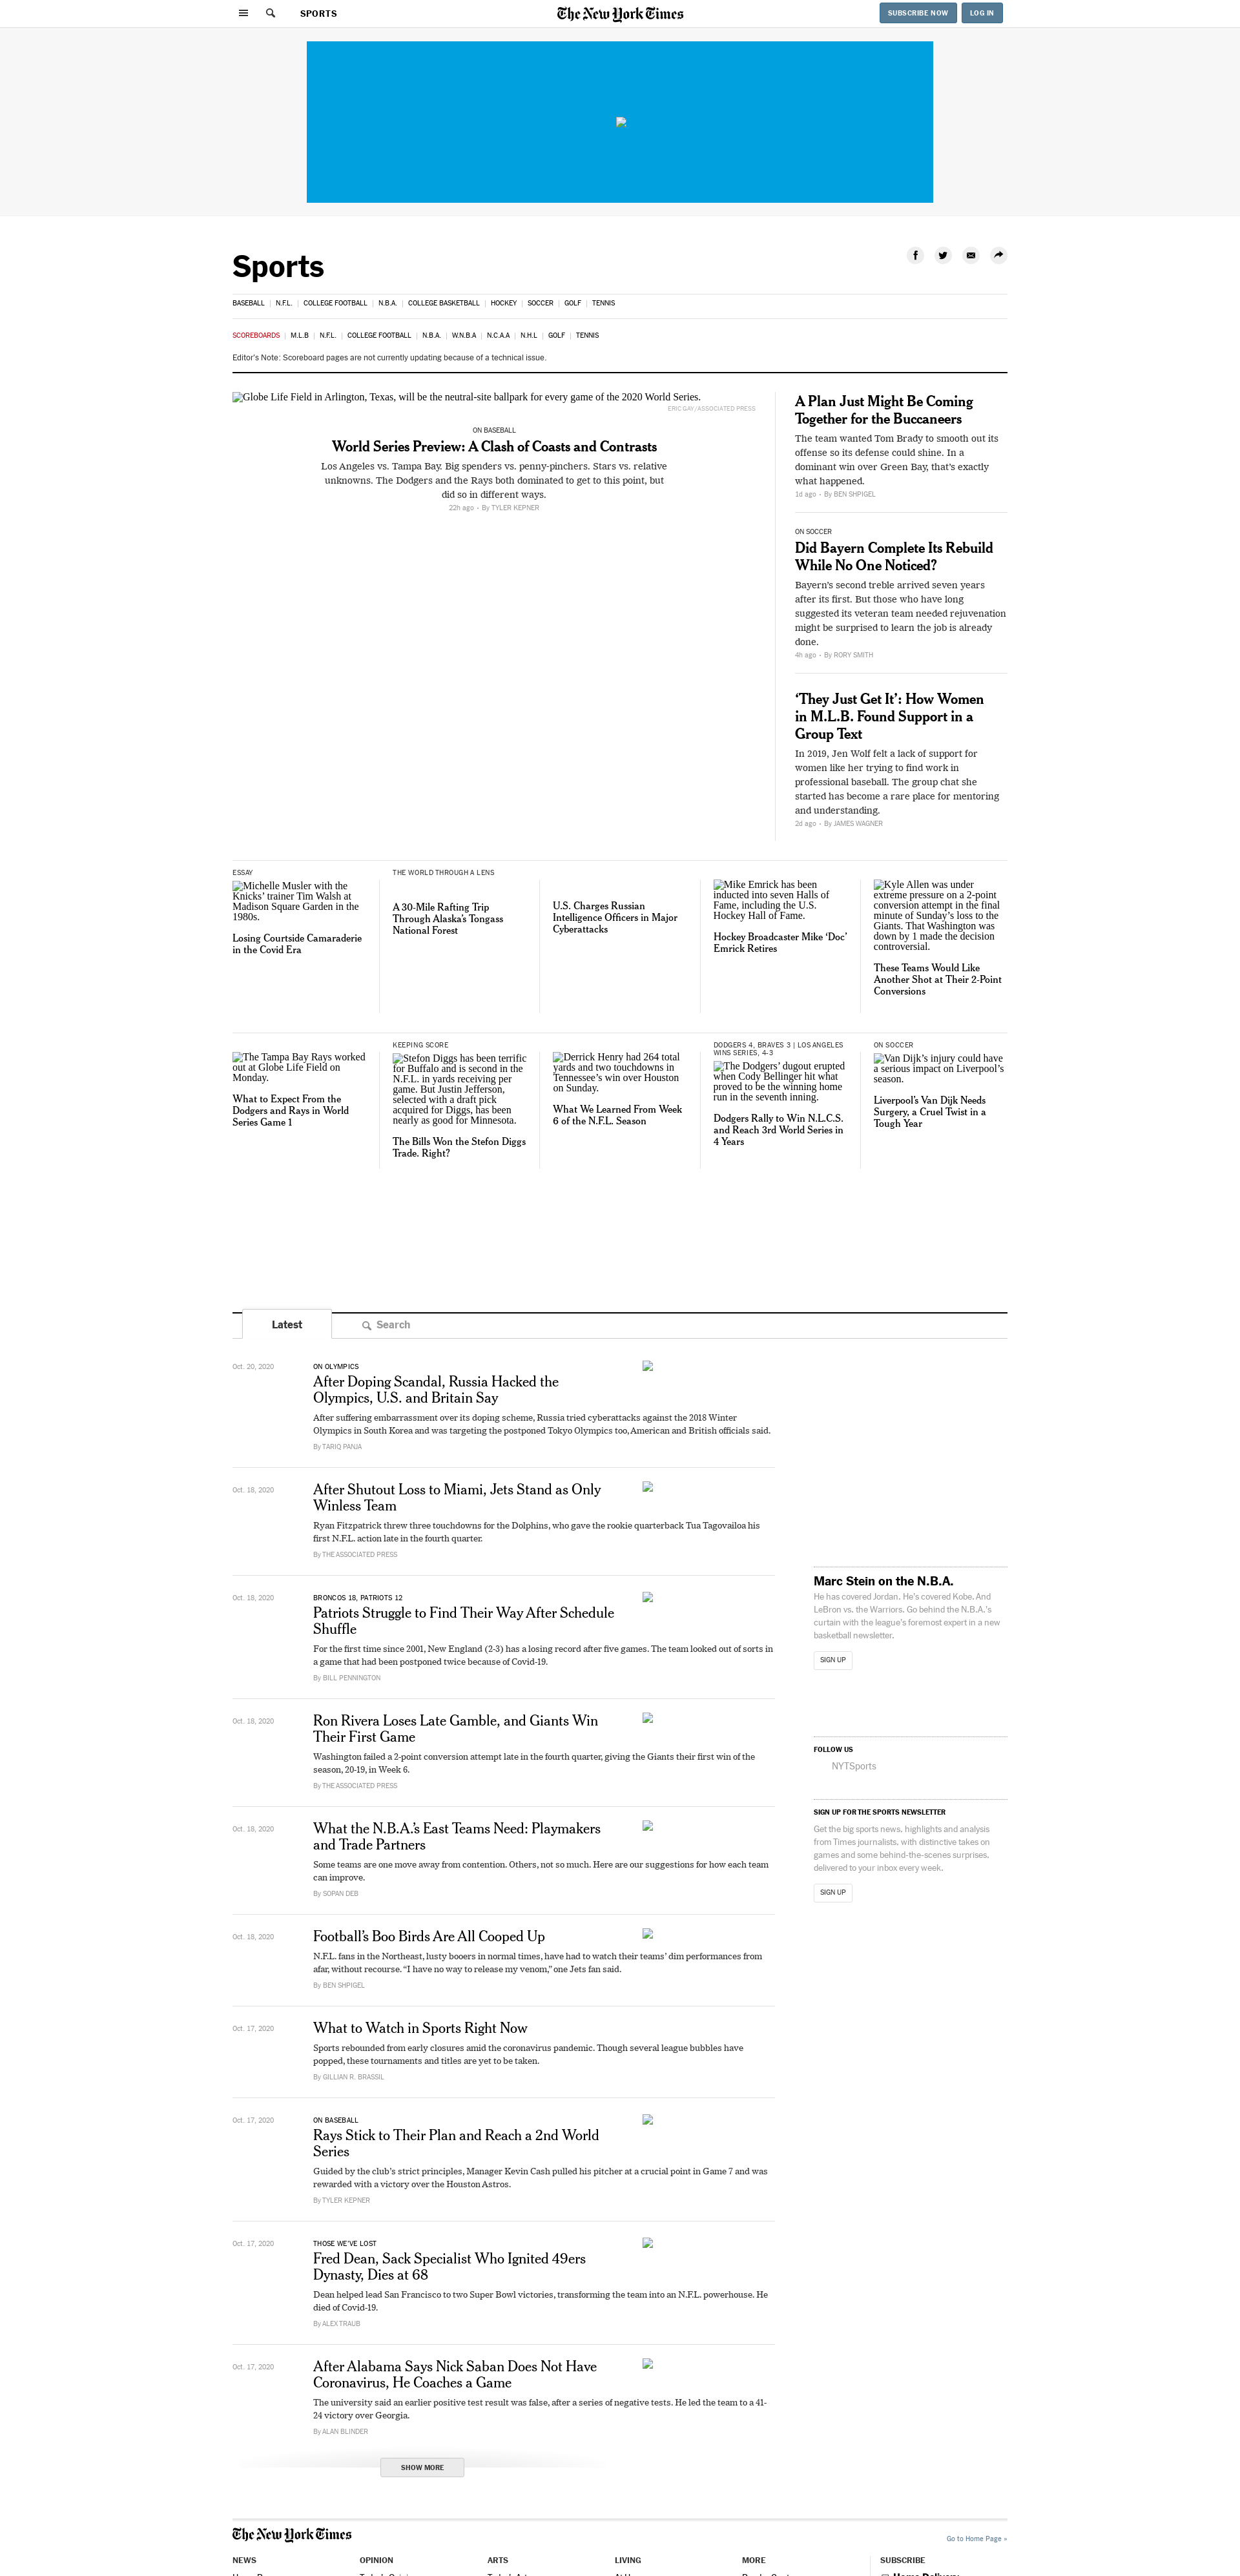 SPORTS
The New York Times
SUBSCRIBE NOW
LOG IN
Sports
BASEBALL | N.F.L. | COLLEGE FOOTBALL | N.B.A. | COLLEGE BASKETBALL | HOCKEY | SOCCER | GOLF | TENNIS
SCOREBOARDS | M.L.B | N.F.L. | COLLEGE FOOTBALL | N.B.A. | W.N.B.A | N.C.A.A | N.H.L | GOLF | TENNIS
Editor's Note: Scoreboard pages are not currently updating because of a technical issue.
Globe Life Field in Arlington, Texas, will be the neutral-site ballpark for every game of the 2020 World Series.
ERIC GAY / ASSOCIATED PRESS
ON BASEBALL
World Series Preview: A Clash of Coasts and Contrasts
Los Angeles vs. Tampa Bay. Big spenders vs. penny-pinchers. Stars vs. relative
unknowns. The Dodgers and the Rays both dominated to get to this point, but
did so in different ways.
22h ago • By TYLER KEPNER
A Plan Just Might Be Coming
Together for the Buccaneers
The team wanted Tom Brady to smooth out its
offense so its defense could shine. In a
dominant win over Green Bay, that's exactly
what happened.
1d ago • By BEN SHPIGEL
ON SOCCER
Did Bayern Complete Its Rebuild
While No One Noticed?
Bayern's second treble arrived seven years
after its first. But those who have long
suggested its veteran team needed rejuvenation
might be surprised to learn the job is already
done.
4h ago • By RORY SMITH
‘They Just Get It’: How Women
in M.L.B. Found Support in a
Group Text
In 2019, Jen Wolf felt a lack of support for
women like her trying to find work in
professional baseball. The group chat she
started has become a rare place for mentoring
and understanding.
2d ago • By JAMES WAGNER
ESSAY
Michelle Musler with the
Knicks’ trainer Tim Walsh at
Madison Square Garden in the
1980s.
Losing Courtside Camaraderie
in the Covid Era
THE WORLD THROUGH A LENS
A 30-Mile Rafting Trip
Through Alaska’s Tongass
National Forest
U.S. Charges Russian
Intelligence Officers in Major
Cyberattacks
Mike Emrick has been
inducted into seven Halls of
Fame, including the U.S.
Hockey Hall of Fame.
Hockey Broadcaster Mike ‘Doc’
Emrick Retires
Kyle Allen was under
extreme pressure on a 2-point
conversion attempt in the final
minute of Sunday’s loss to the
Giants. That Washington was
down by 1 made the decision
controversial.
These Teams Would Like
Another Shot at Their 2-Point
Conversions
The Tampa Bay Rays worked
out at Globe Life Field on
Monday.
What to Expect From the
Dodgers and Rays in World
Series Game 1
KEEPING SCORE
Stefon Diggs has been terrific
for Buffalo and is second in the
N.F.L. in yards receiving per
game. But Justin Jefferson,
selected with a draft pick
acquired for Diggs, has been
nearly as good for Minnesota.
The Bills Won the Stefon Diggs
Trade. Right?
Derrick Henry had 264 total
yards and two touchdowns in
Tennessee’s win over Houston
on Sunday.
What We Learned From Week
6 of the N.F.L. Season
DODGERS 4, BRAVES 3 | LOS ANGELES
WINS SERIES, 4-3
The Dodgers’ dugout erupted
when Cody Bellinger hit what
proved to be the winning home
run in the seventh inning.
Dodgers Rally to Win N.L.C.S.
and Reach 3rd World Series in
4 Years
ON SOCCER
Van Dijk’s injury could have
a serious impact on Liverpool’s
season.
Liverpool’s Van Dijk Needs
Surgery, a Cruel Twist in a
Tough Year
Latest
Search
Oct. 20, 2020
ON OLYMPICS
After Doping Scandal, Russia Hacked the
Olympics, U.S. and Britain Say
After suffering embarrassment over its doping scheme, Russia tried cyberattacks against the 2018 Winter
Olympics in South Korea and was targeting the postponed Tokyo Olympics too, American and British officials said.
By TARIQ PANJA
Oct. 18, 2020
After Shutout Loss to Miami, Jets Stand as Only
Winless Team
Ryan Fitzpatrick threw three touchdowns for the Dolphins, who gave the rookie quarterback Tua Tagovailoa his
first N.F.L. action late in the fourth quarter.
By THE ASSOCIATED PRESS
Oct. 18, 2020
BRONCOS 18, PATRIOTS 12
Patriots Struggle to Find Their Way After Schedule
Shuffle
For the first time since 2001, New England (2-3) has a losing record after five games. The team looked out of sorts in
a game that had been postponed twice because of Covid-19.
By BILL PENNINGTON
Oct. 18, 2020
Ron Rivera Loses Late Gamble, and Giants Win
Their First Game
Washington failed a 2-point conversion attempt late in the fourth quarter, giving the Giants their first win of the
season, 20-19, in Week 6.
By THE ASSOCIATED PRESS
Oct. 18, 2020
What the N.B.A.’s East Teams Need: Playmakers
and Trade Partners
Some teams are one move away from contention. Others, not so much. Here are our suggestions for how each team
can improve.
By SOPAN DEB
Oct. 18, 2020
Football’s Boo Birds Are All Cooped Up
N.F.L. fans in the Northeast, lusty booers in normal times, have had to watch their teams’ dim performances from
afar, without recourse. “I have no way to release my venom,” one Jets fan said.
By BEN SHPIGEL
Oct. 17, 2020
What to Watch in Sports Right Now
Sports rebounded from early closures amid the coronavirus pandemic. Though several league bubbles have
popped, these tournaments and titles are yet to be taken.
By GILLIAN R. BRASSIL
Oct. 17, 2020
ON BASEBALL
Rays Stick to Their Plan and Reach a 2nd World
Series
Guided by the club’s strict principles, Manager Kevin Cash pulled his pitcher at a crucial point in Game 7 and was
rewarded with a victory over the Houston Astros.
By TYLER KEPNER
Oct. 17, 2020
THOSE WE’VE LOST
Fred Dean, Sack Specialist Who Ignited 49ers
Dynasty, Dies at 68
Dean helped lead San Francisco to two Super Bowl victories, transforming the team into an N.F.L. powerhouse. He
died of Covid-19.
By ALEX TRAUB
Oct. 17, 2020
After Alabama Says Nick Saban Does Not Have
Coronavirus, He Coaches a Game
The university said an earlier positive test result was false, after a series of negative tests. He led the team to a 41-
24 victory over Georgia.
By ALAN BLINDER
SHOW MORE
Marc Stein on the N.B.A.
He has covered Jordan. He's covered Kobe. And
LeBron vs. the Warriors. Go behind the N.B.A.'s
curtain with the league's foremost expert in a new
basketball newsletter.
SIGN UP
FOLLOW US
NYTSports
SIGN UP FOR THE SPORTS NEWSLETTER
Get the big sports news, highlights and analysis
from Times journalists, with distinctive takes on
games and some behind-the-scenes surprises,
delivered to your inbox every week.
SIGN UP
The New York Times
Go to Home Page »
NEWS
OPINION
ARTS
LIVING
MORE
SUBSCRIBE